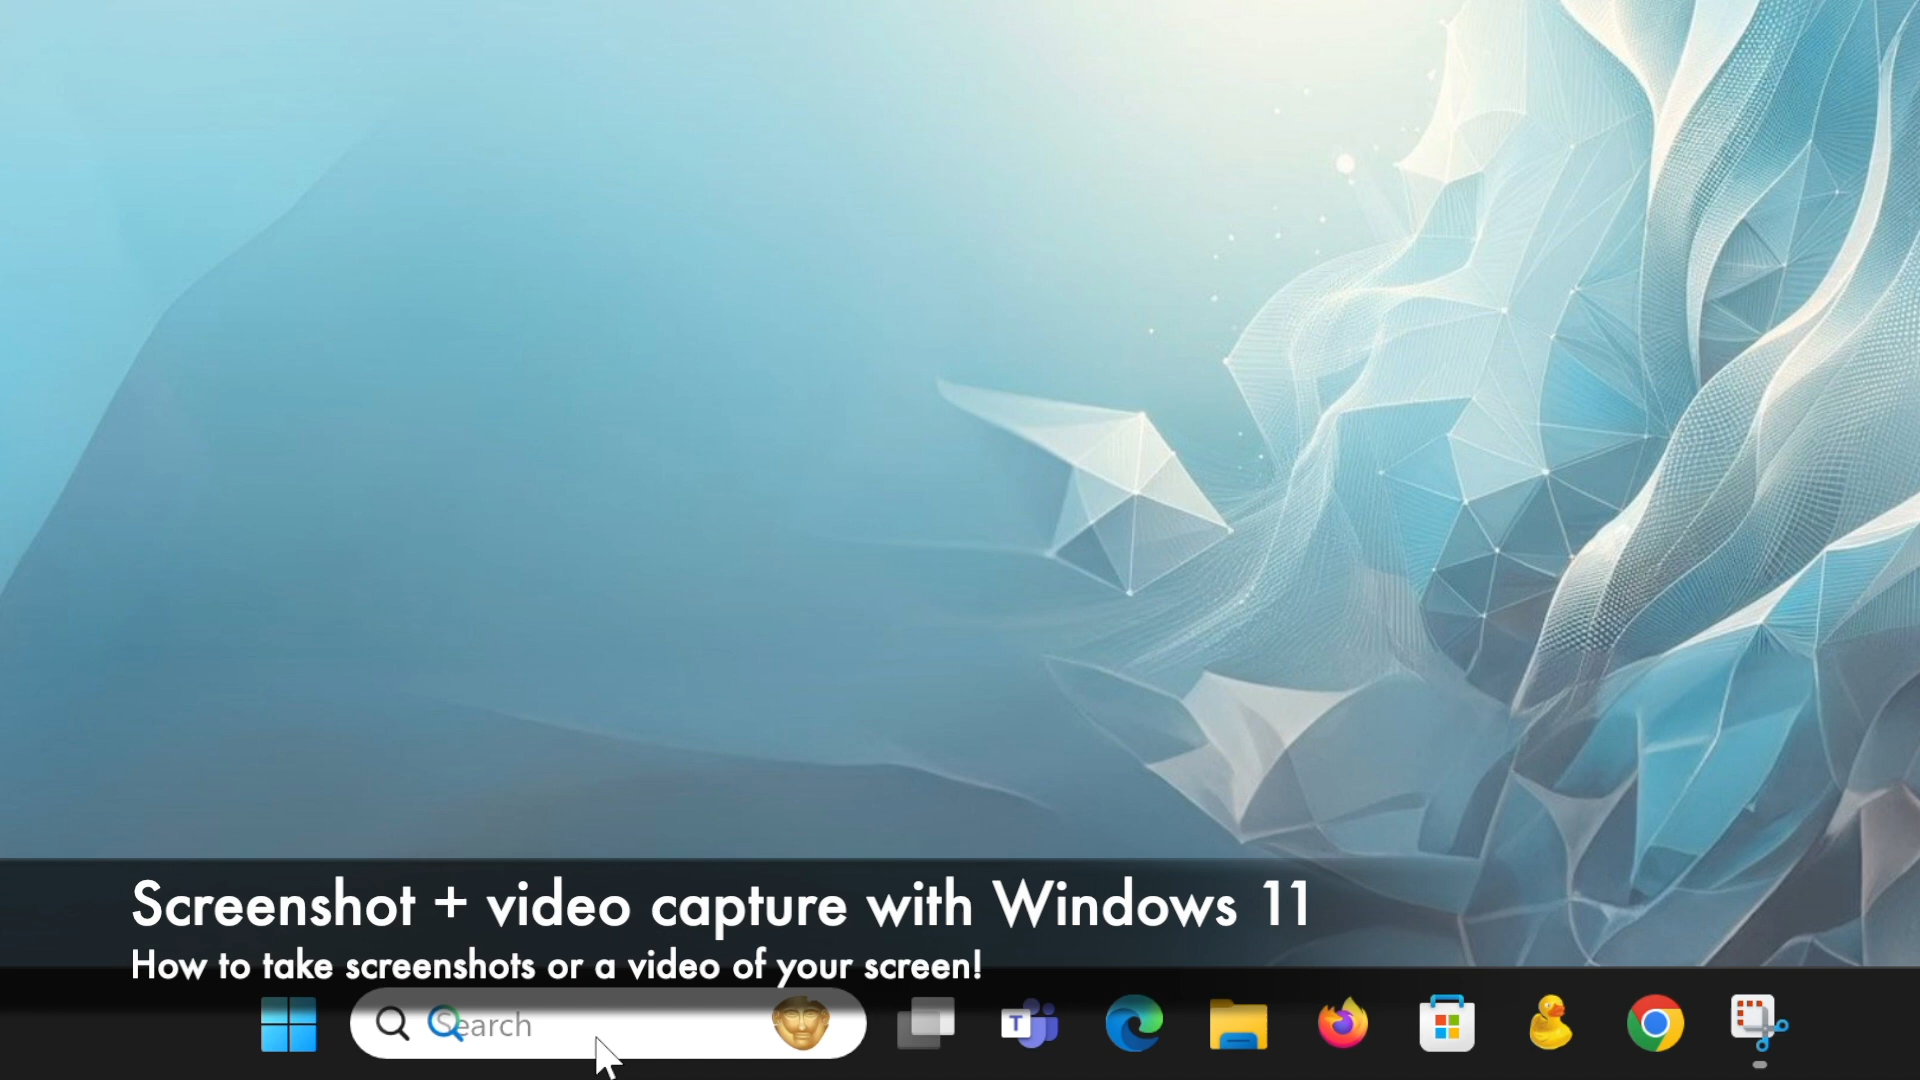 Screenshot + video capture with Windows 11
How to take screenshots or a video of your screen!
Search
T